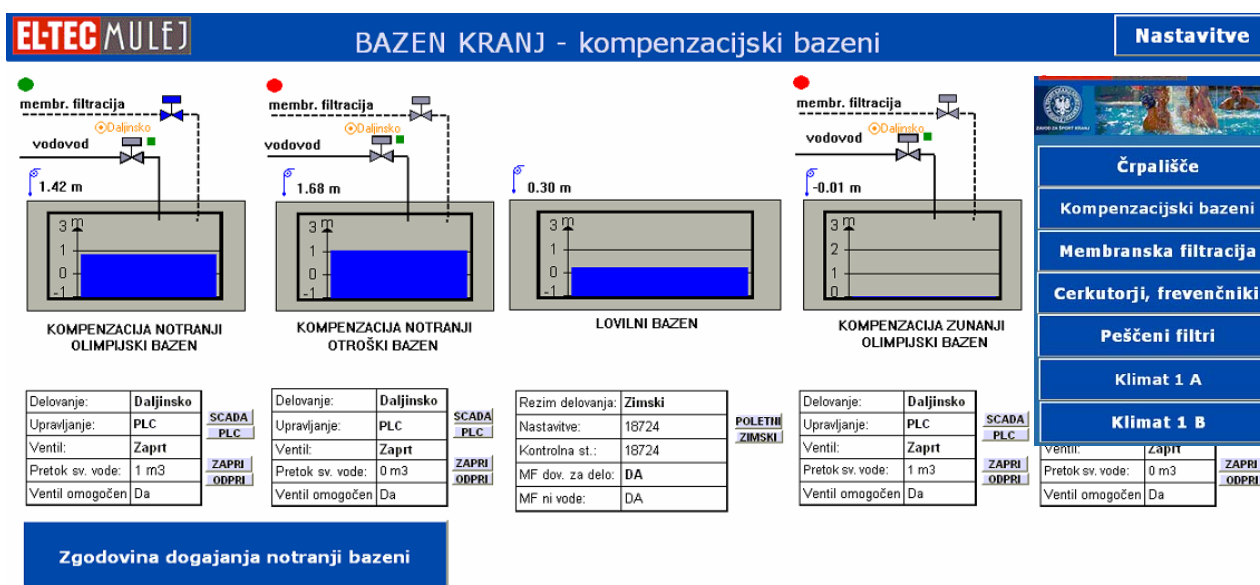 EL-TEC MULEJ
BAZEN KRANJ - kompenzacijski bazeni
Nastavitve
membr. filtracija
Daljinsko
vodovod
1.42 m
3 m
1
0
-1
KOMPENZACIJA NOTRANJI
OLIMPIJSKI BAZEN
membr. filtracija
Daljinsko
vodovod
1.68 m
3 m
1
0
-1
KOMPENZACIJA NOTRANJI
OTROŠKI BAZEN
0.30 m
3 m
1
0
-1
LOVILNI BAZEN
membr. filtracija
Daljinsko
vodovod
-0.01 m
3 m
2
1
0
KOMPENZACIJA ZUNANJI
OLIMPIJSKI BAZEN
ZAVOD ZA ŠPORT KRANJ
Črpališče
Kompenzacijski bazeni
Membranska filtracija
Cerkutorji, frevenčniki
Peščeni filtri
Klimat 1 A
Klimat 1 B
Delovanje: Daljinsko
Upravljanje: PLC
Ventil: Zaprt
Pretok sv. vode: 1 m3
Ventil omogočen Da
SCADA
PLC
ZAPRI
ODPRI
Delovanje: Daljinsko
Upravljanje: PLC
Ventil: Zaprt
Pretok sv. vode: 0 m3
Ventil omogočen Da
SCADA
PLC
ZAPRI
ODPRI
Rezim delovanja: Zimski
Nastavitve: 18724
Kontrolna st.: 18724
MF dov. za delo: DA
MF ni vode: DA
POLETNI
ZIMSKI
Delovanje: Daljinsko
Upravljanje: PLC
Ventil: Zaprt
Pretok sv. vode: 1 m3
Ventil omogočen Da
SCADA
PLC
ZAPRI
ODPRI
Ventil: Zaprt
Pretok sv. vode: 0 m3
Ventil omogočen Da
ZAPRI
ODPRI
Zgodovina dogajanja notranji bazeni